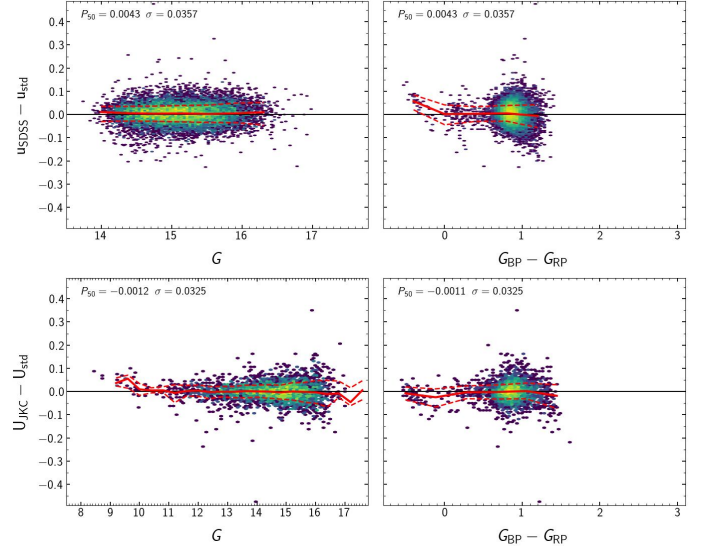 P50 = 0.0043 σ = 0.0357
P50 = 0.0043 σ = 0.0357
0.4
0.3
0.2
0.1
0.0
−0.1
−0.2
−0.3
−0.4
uSDSS − ustd
14 15 16 17
0 1 2 3
G
GBP − GRP
P50 = −0.0012 σ = 0.0325
P50 = −0.0011 σ = 0.0325
0.4
0.3
0.2
0.1
0.0
−0.1
−0.2
−0.3
−0.4
UJKC − Ustd
8 9 10 11 12 13 14 15 16 17
0 1 2 3
G
GBP − GRP